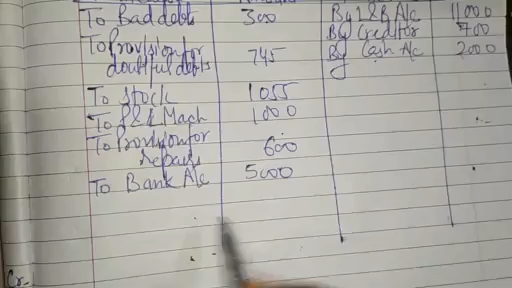 To Bad debts 300 By L&B A/c 11000
By Creditor 700
To Provision for
doubtful debts 745 By Cash A/c 2000
To Stock 1055
To P&L Mach 1000
To Provision for
repairs 600
To Bank A/c 5000
Cr.